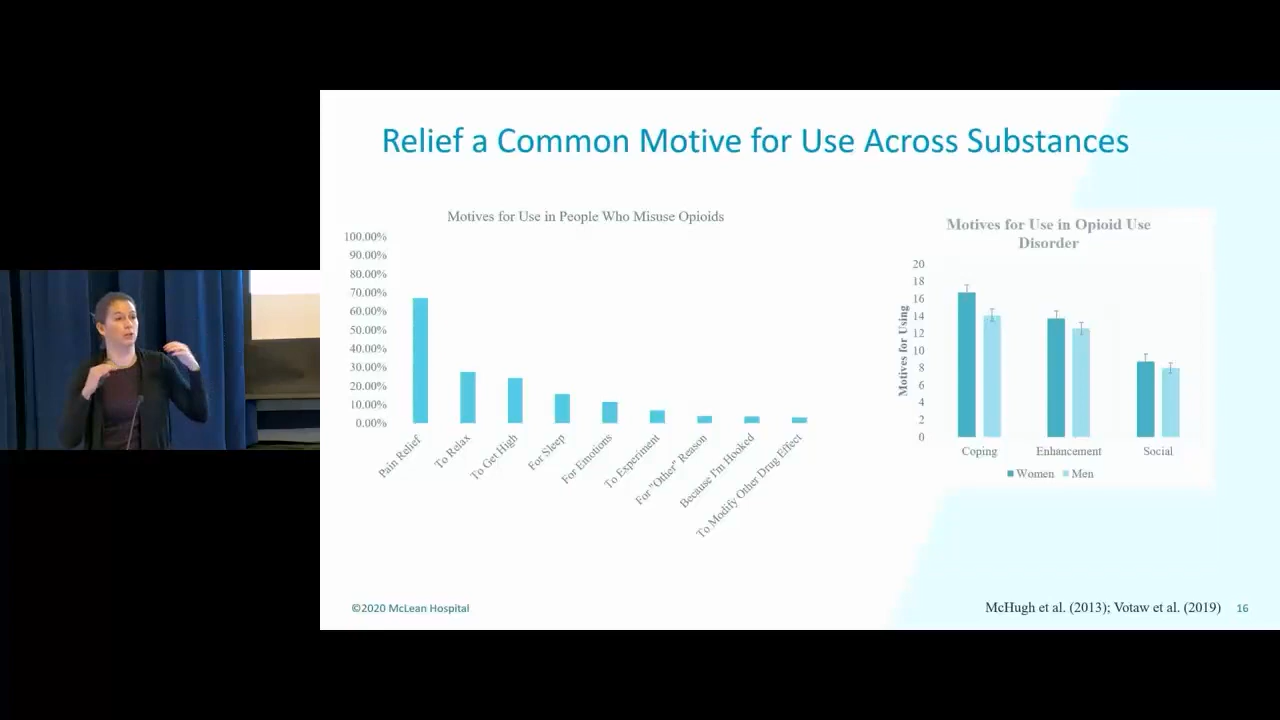 Relief a Common Motive for Use Across Substances
Motives for Use in People Who Misuse Opioids
100.00%
90.00%
80.00%
70.00%
60.00%
50.00%
40.00%
30.00%
20.00%
10.00%
0.00%
Pain Relief
To Relax
To Get High
For Sleep
For Emotions
To Experiment
For "Other" Reason
Because I'm Hooked
To Modify Other Drug Effect
Motives for Use in Opioid Use
Disorder
Motives for Using
20
18
16
14
12
10
8
6
4
2
0
Coping
Enhancement
Social
Women
Men
©2020 McLean Hospital
McHugh et al. (2013); Votaw et al. (2019)
16